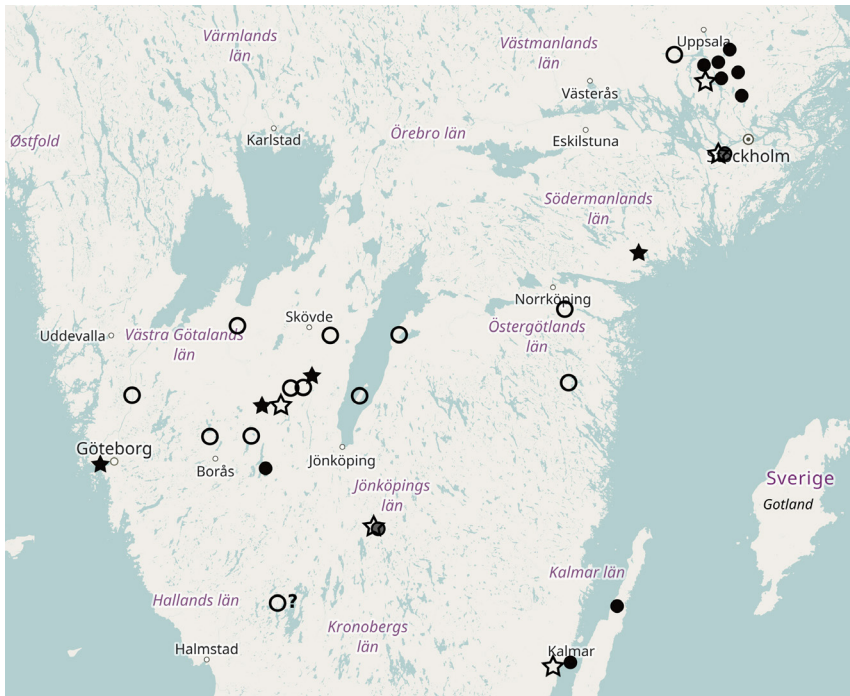 Värmlands
län
Västmanlands
län
Uppsala
Västerås
Østfold
Karlstad
Örebro län
Eskilstuna
Stockholm
Södermanlands
län
Norrköping
Skövde
Uddevalla
Västra Götalands
län
Östergötlands
län
Göteborg
Borås
Jönköping
Jönköpings
län
Sverige
Gotland
Kalmar län
Hallands län
?
Kronobergs
län
Halmstad
Kalmar